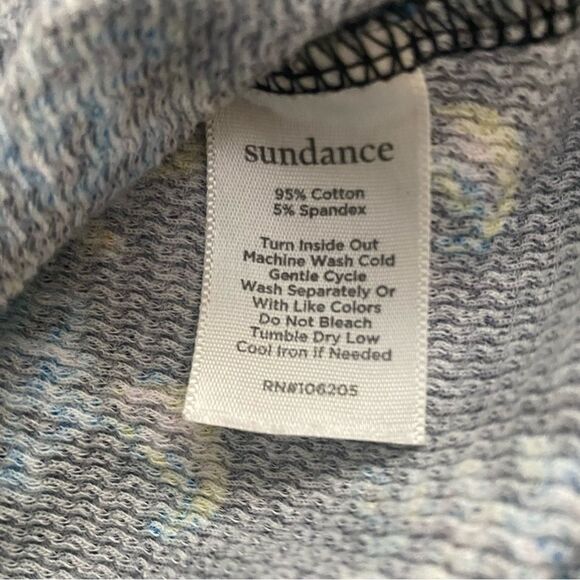 sundance
95% Cotton
5% Spandex
Turn Inside Out
Machine Wash Cold
Gentle Cycle
Wash Separately Or
With Like Colors
Do Not Bleach
Tumble Dry Low
Cool Iron if Needed
RN#106205